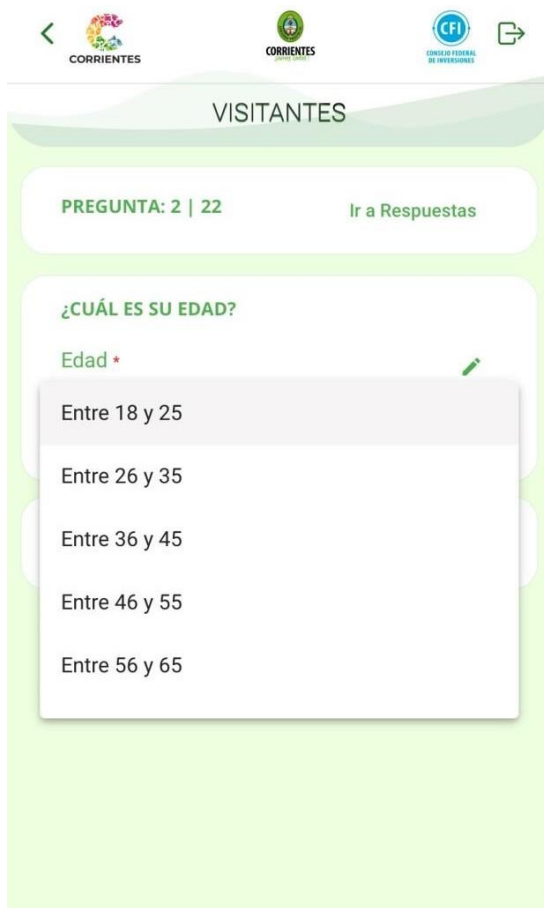 CORRIENTES
CORRIENTES
CFI
CONSEJO FEDERAL
DE INVERSIONES
VISITANTES
PREGUNTA: 2 | 22
Ir a Respuestas
¿CUÁL ES SU EDAD?
Edad *
Entre 18 y 25
Entre 26 y 35
Entre 36 y 45
Entre 46 y 55
Entre 56 y 65